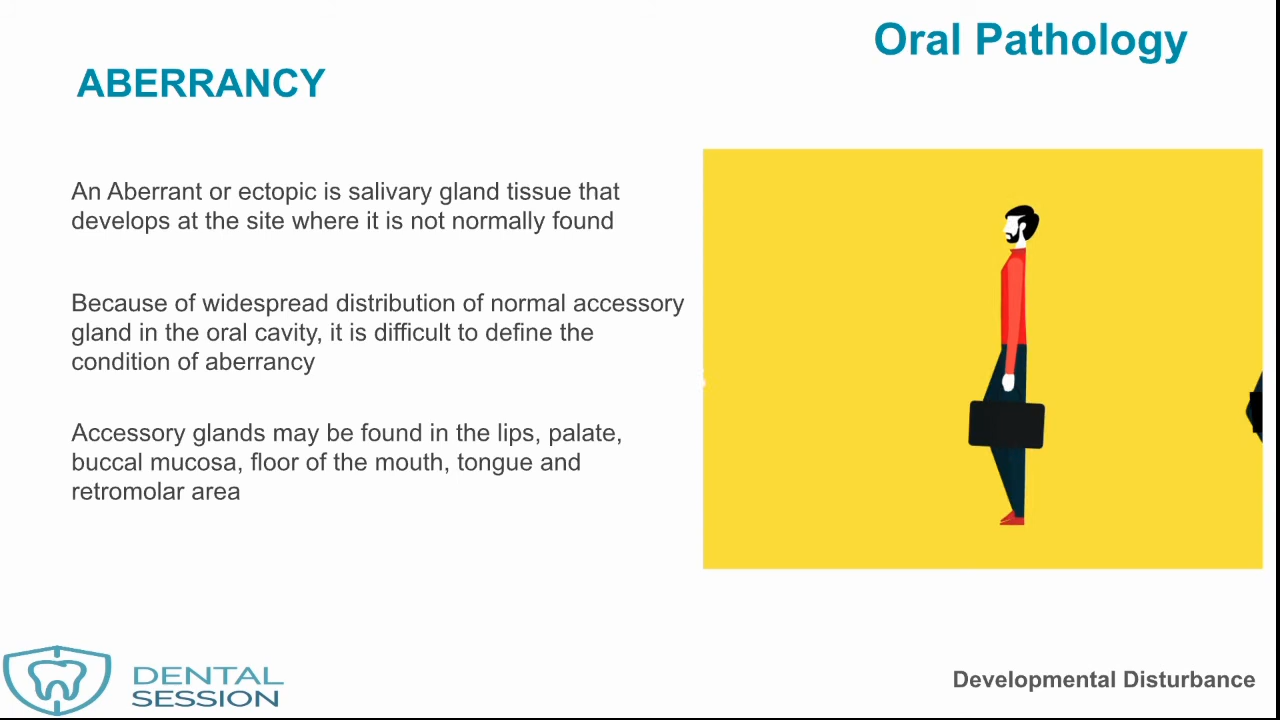 Oral Pathology
ABERRANCY
An Aberrant or ectopic is salivary gland tissue that
develops at the site where it is not normally found
Because of widespread distribution of normal accessory
gland in the oral cavity, it is difficult to define the
condition of aberrancy
Accessory glands may be found in the lips, palate,
buccal mucosa, floor of the mouth, tongue and
retromolar area
DENTAL
SESSION
Developmental Disturbance